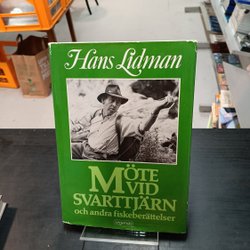 Hans Lidman
MÖTE
VID
SVARTTJÄRN
och andra fiskeberättelser